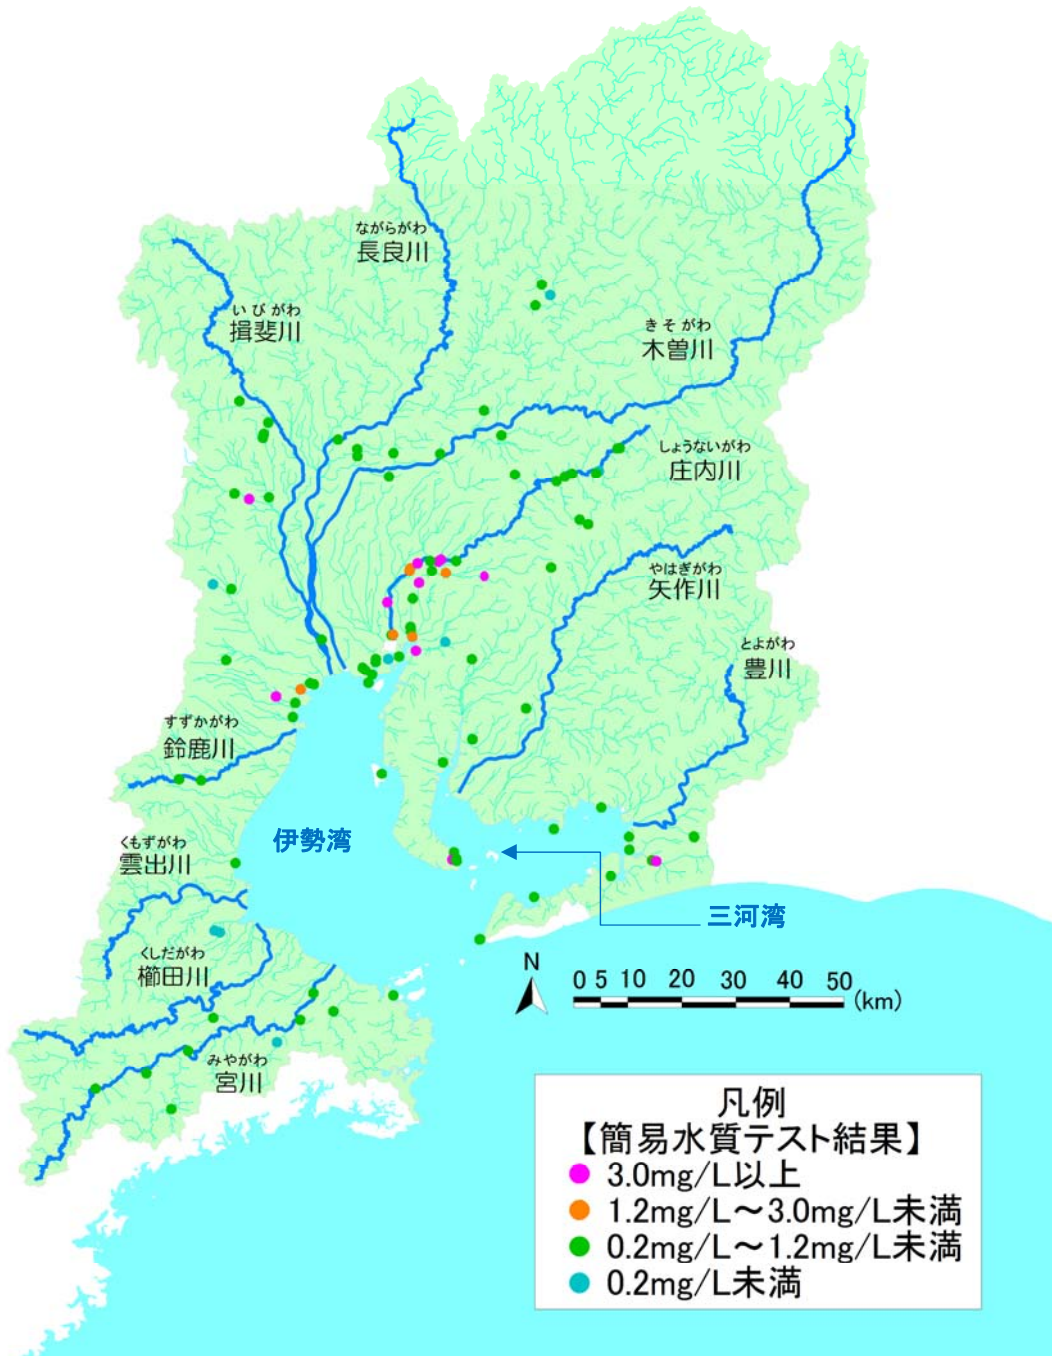 ながらがわ
長良川
いびがわ
揖斐川
きそがわ
木曽川
しょうないがわ
庄内川
やはぎがわ
矢作川
とよがわ
豊川
すずかがわ
鈴鹿川
伊勢湾
くもずがわ
雲出川
三河湾
くしだがわ
櫛田川
N
0 5 10 20 30 40 50
(km)
みやがわ
宮川
凡例
【簡易水質テスト結果】
3.0mg/L以上
1.2mg/L～3.0mg/L未満
0.2mg/L～1.2mg/L未満
0.2mg/L未満